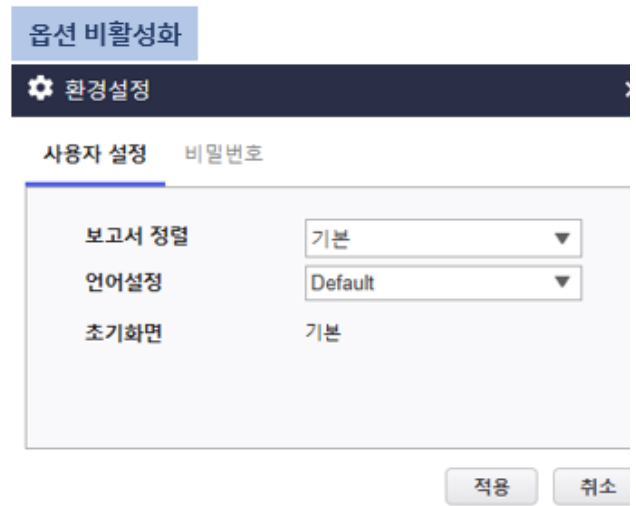 옵션 비활성화
환경설정
사용자 설정 비밀번호
보고서 정렬 기본
언어설정 Default
초기화면 기본
적용 취소